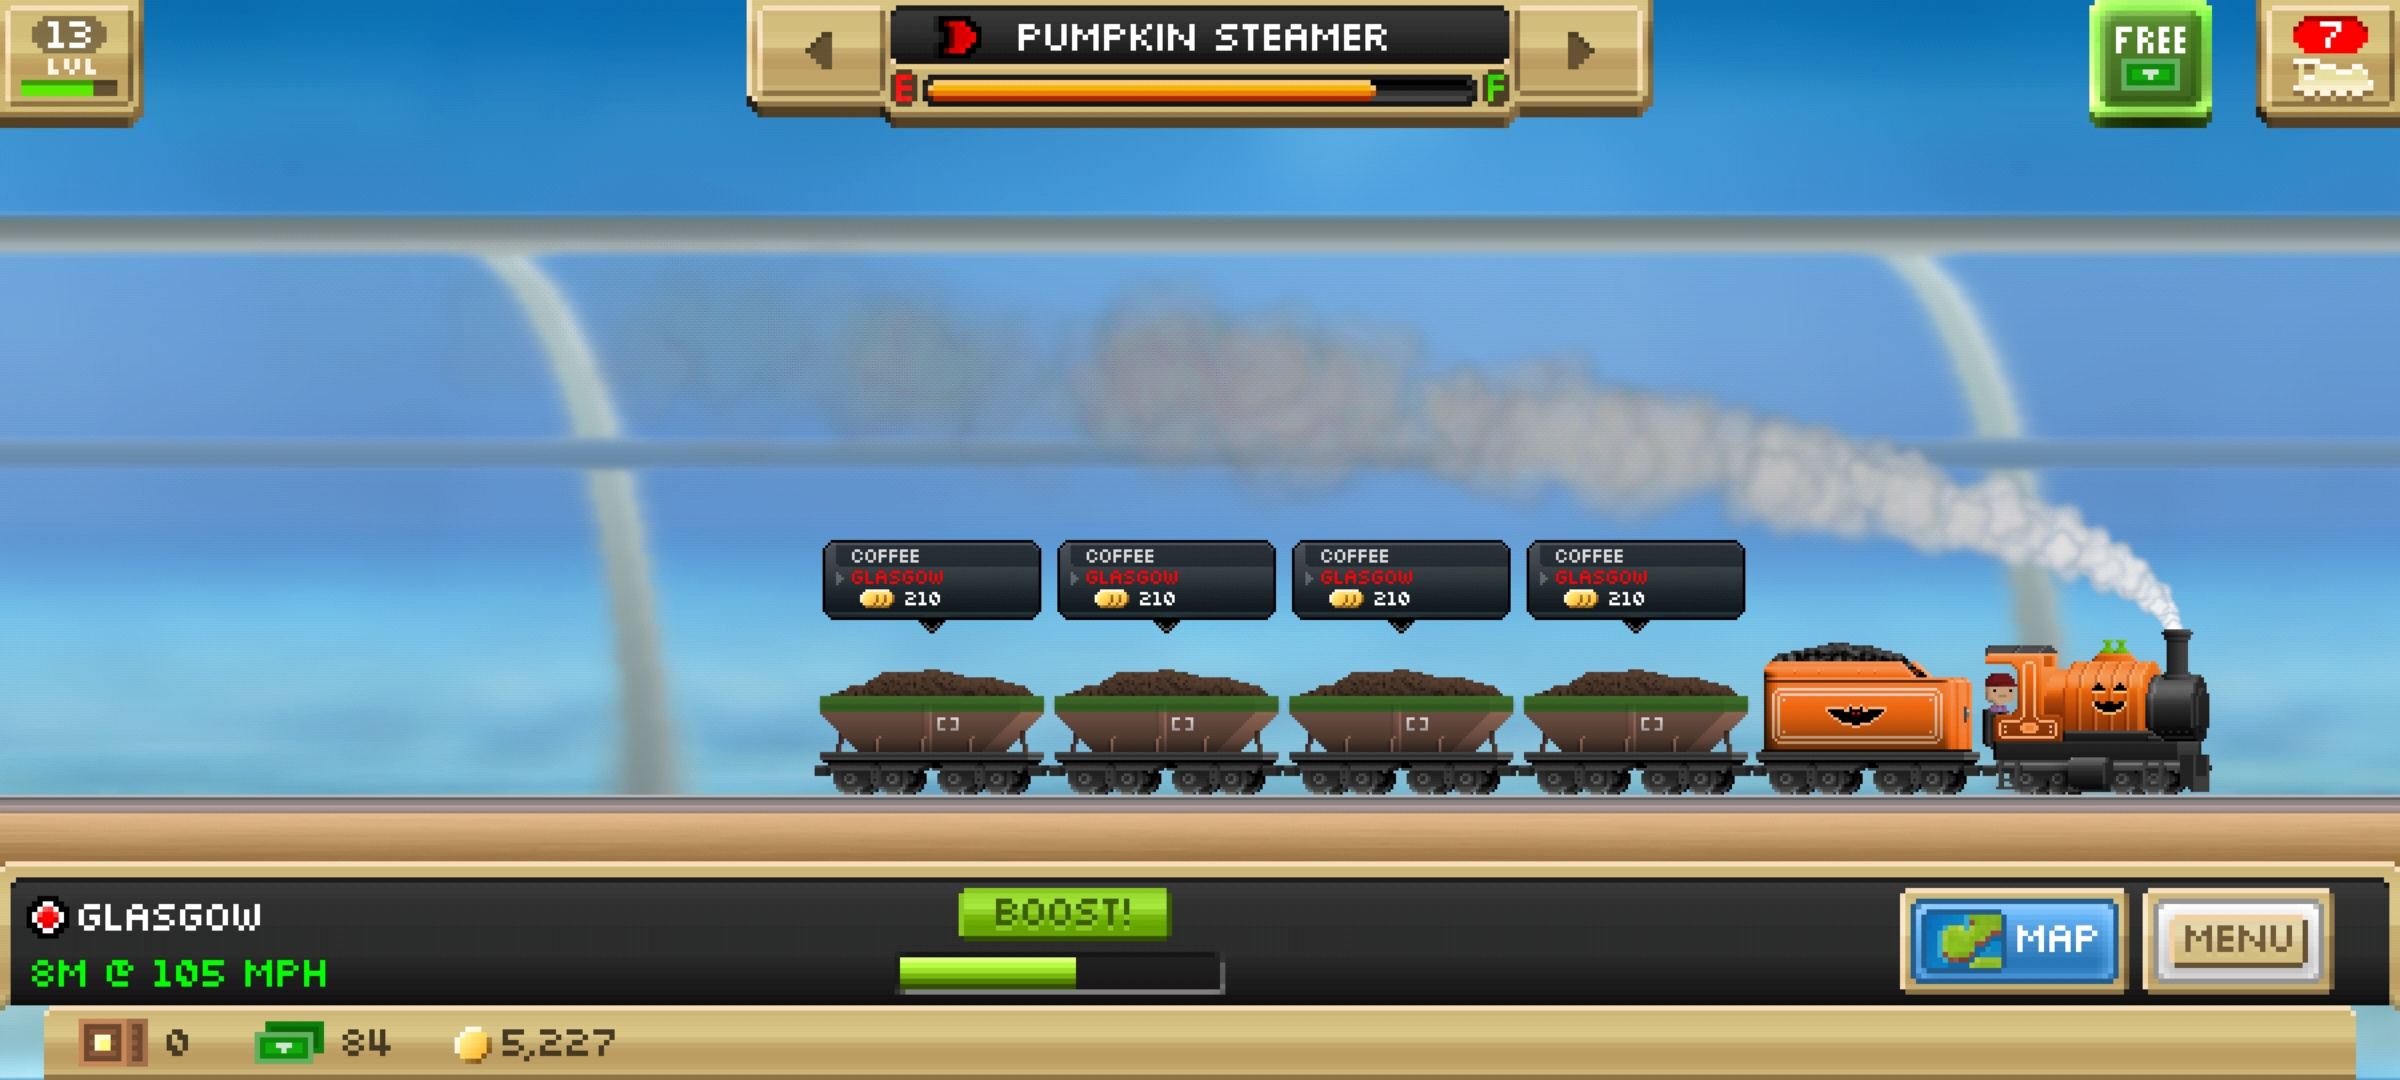 13
LVL
PUMPKIN STEAMER
E F
FREE
7
COFFEE
GLASGOW
210
COFFEE
GLASGOW
210
COFFEE
GLASGOW
210
COFFEE
GLASGOW
210
GLASGOW
8M @ 105 MPH
BOOST!
MAP
MENU
0
84
5,227